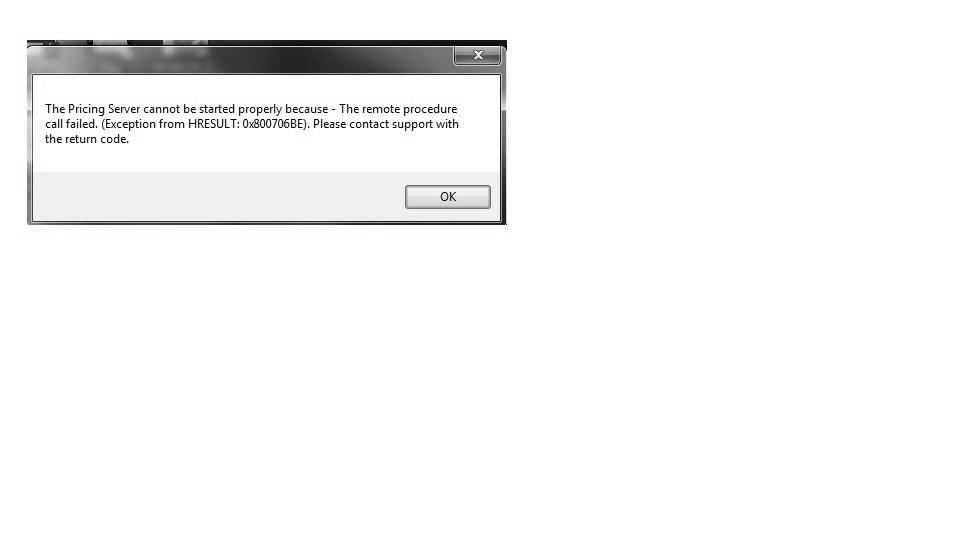 The Pricing Server cannot be started properly because - The remote procedure
call failed. (Exception from HRESULT: 0x800706BE). Please contact support with
the return code.
OK